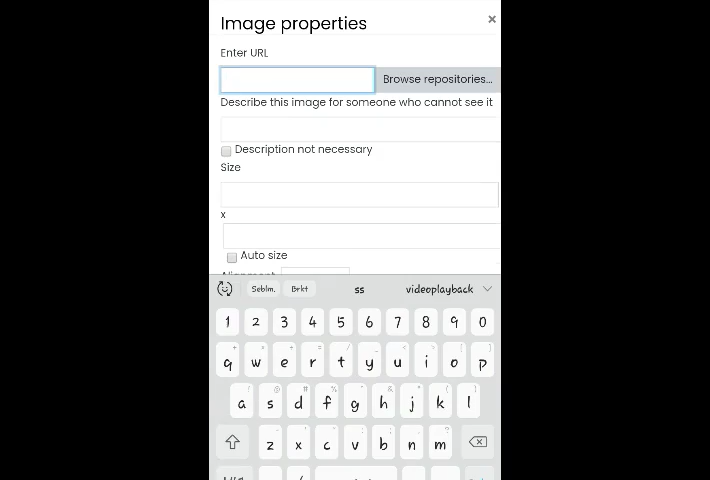 Image properties ×
Enter URL
Browse repositories...
Describe this image for someone who cannot see it
Description not necessary
Size
x
Auto size
Alignment
Seblm. Brkt ss videoplayback
1 2 3 4 5 6 7 8 9 0
q w e r t y u i o p
a s d f g h j k l
z x c v b n m